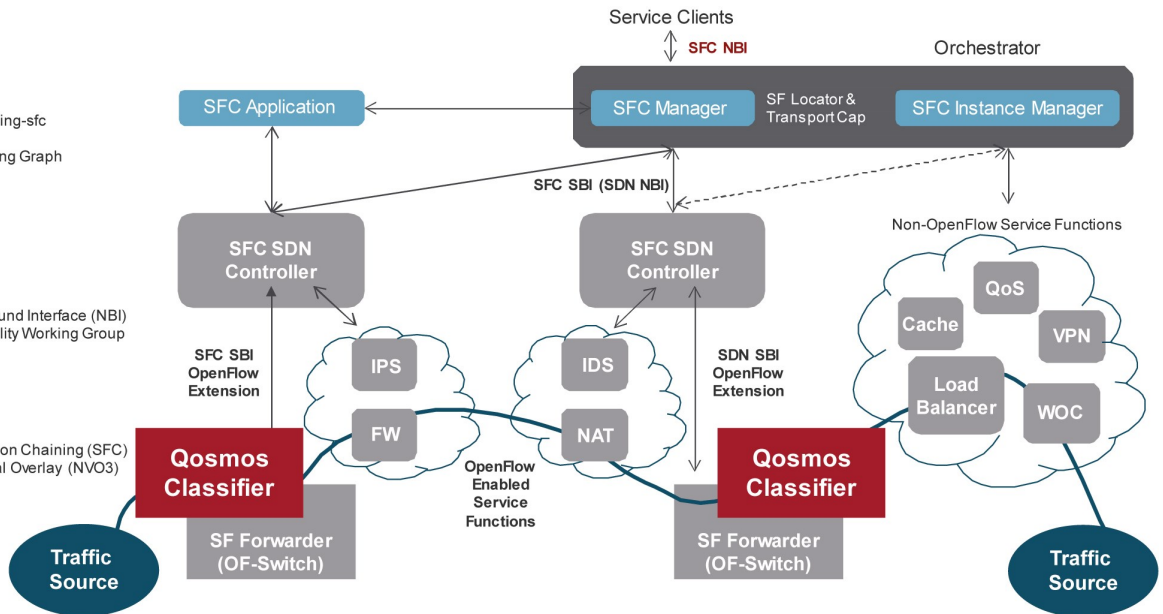 Service Clients
SFC NBI
Orchestrator
SFC Application
SFC Manager
SF Locator &
Transport Cap
SFC Instance Manager
ing-sfc
ng Graph
SFC SBI (SDN NBI)
Non-OpenFlow Service Functions
SFC SDN
Controller
SFC SDN
Controller
QoS
Cache
VPN
und Interface (NBI)
lity Working Group
SFC SBI
OpenFlow
Extension
IPS
IDS
SDN SBI
OpenFlow
Extension
Load
Balancer
WOC
FW
NAT
on Chaining (SFC)
al Overlay (NVO3)
Qosmos
Classifier
OpenFlow
Enabled
Service
Functions
Qosmos
Classifier
SF Forwarder
(OF-Switch)
SF Forwarder
(OF-Switch)
Traffic
Source
Traffic
Source